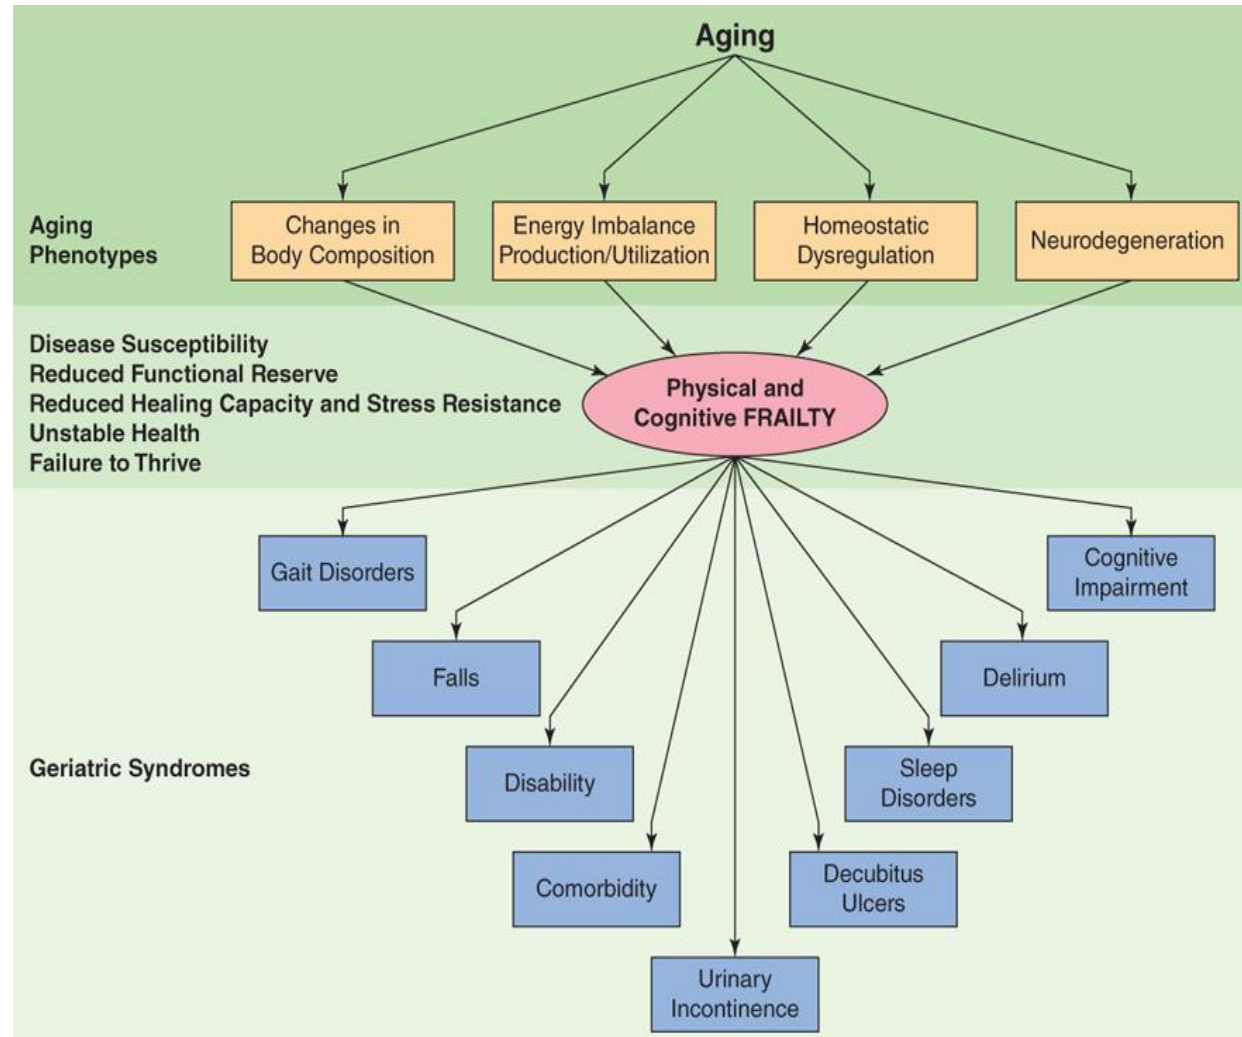 Aging
Aging
Phenotypes
Changes in
Body Composition
Energy Imbalance
Production/Utilization
Homeostatic
Dysregulation
Neurodegeneration
Disease Susceptibility
Reduced Functional Reserve
Reduced Healing Capacity and Stress Resistance
Unstable Health
Failure to Thrive
Physical and
Cognitive FRAILTY
Gait Disorders
Cognitive
Impairment
Falls
Delirium
Geriatric Syndromes
Disability
Sleep
Disorders
Comorbidity
Decubitus
Ulcers
Urinary
Incontinence